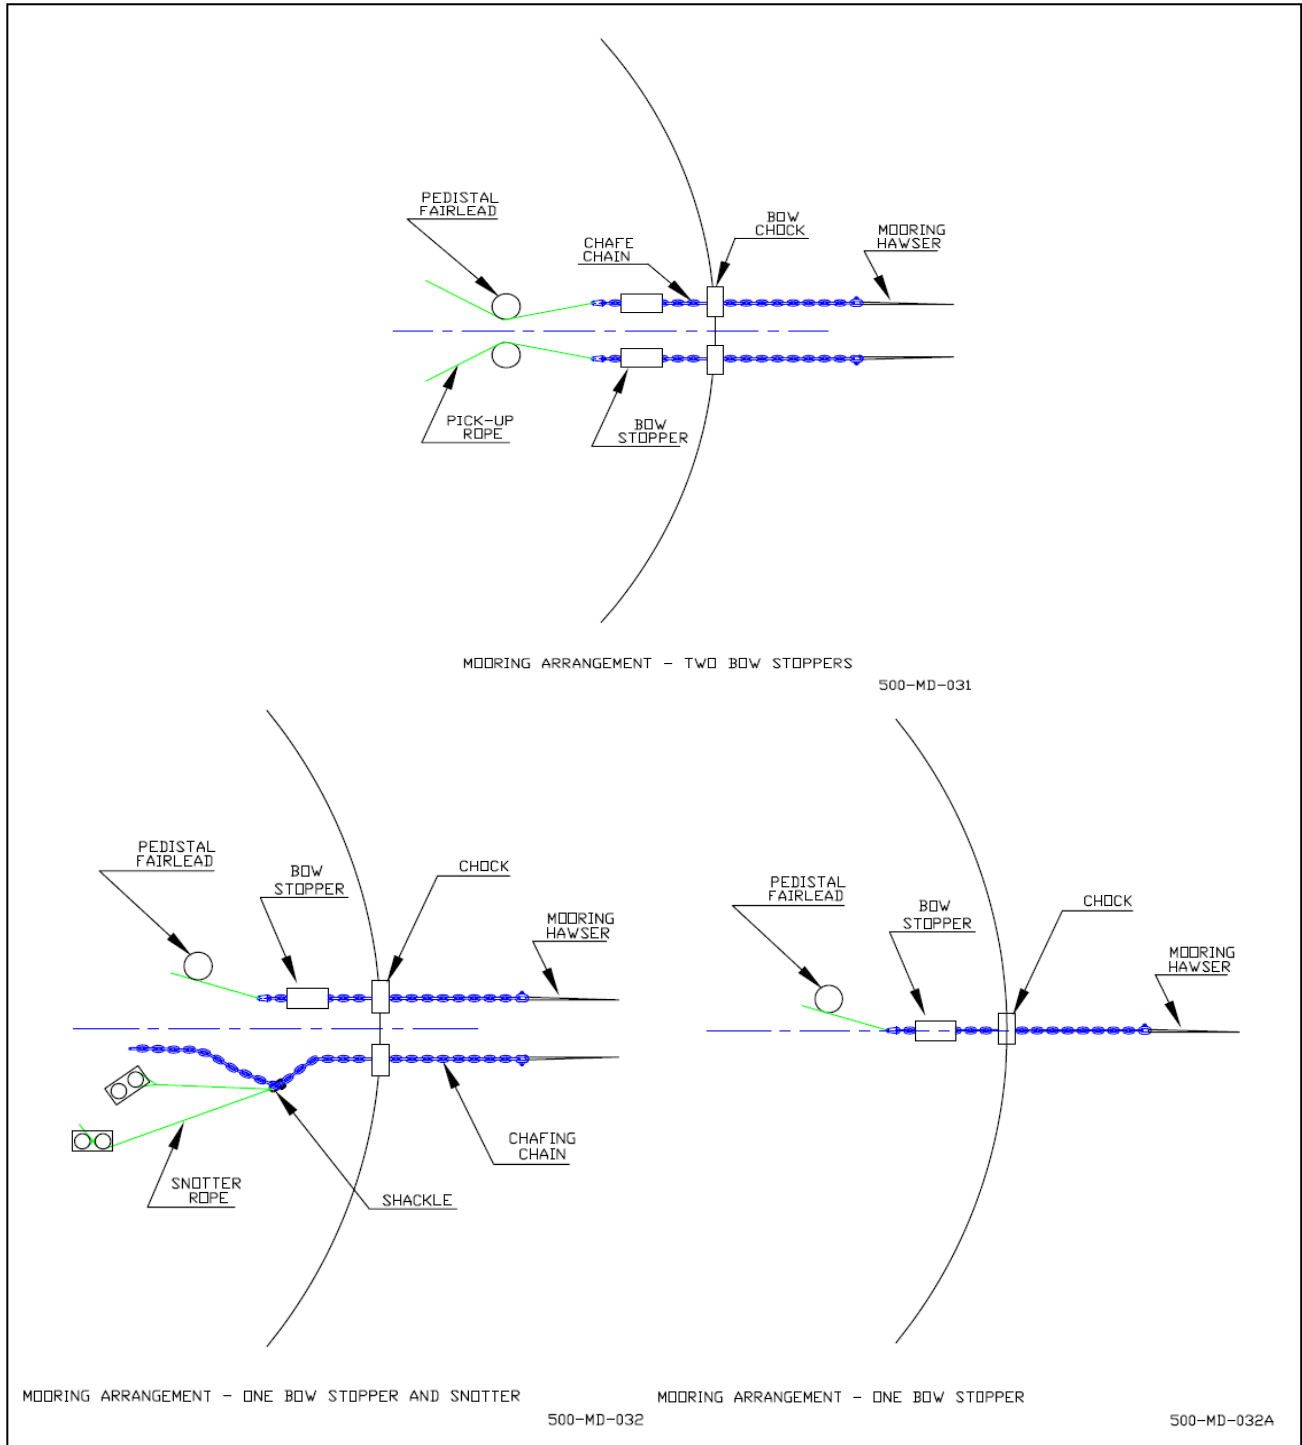 PEDISTAL
FAIRLEAD
BOW
CHOCK
CHAFE
CHAIN
MOORING
HAWSER
PICK-UP
ROPE
BOW
STOPPER
MOORING ARRANGEMENT - TWO BOW STOPPERS
500-MD-031
PEDISTAL
FAIRLEAD
BOW
STOPPER
CHOCK
MOORING
HAWSER
SNOTTER
ROPE
SHACKLE
CHAFING
CHAIN
MOORING ARRANGEMENT - ONE BOW STOPPER AND SNOTTER
500-MD-032
PEDISTAL
FAIRLEAD
BOW
STOPPER
CHOCK
MOORING
HAWSER
MOORING ARRANGEMENT - ONE BOW STOPPER
500-MD-032A